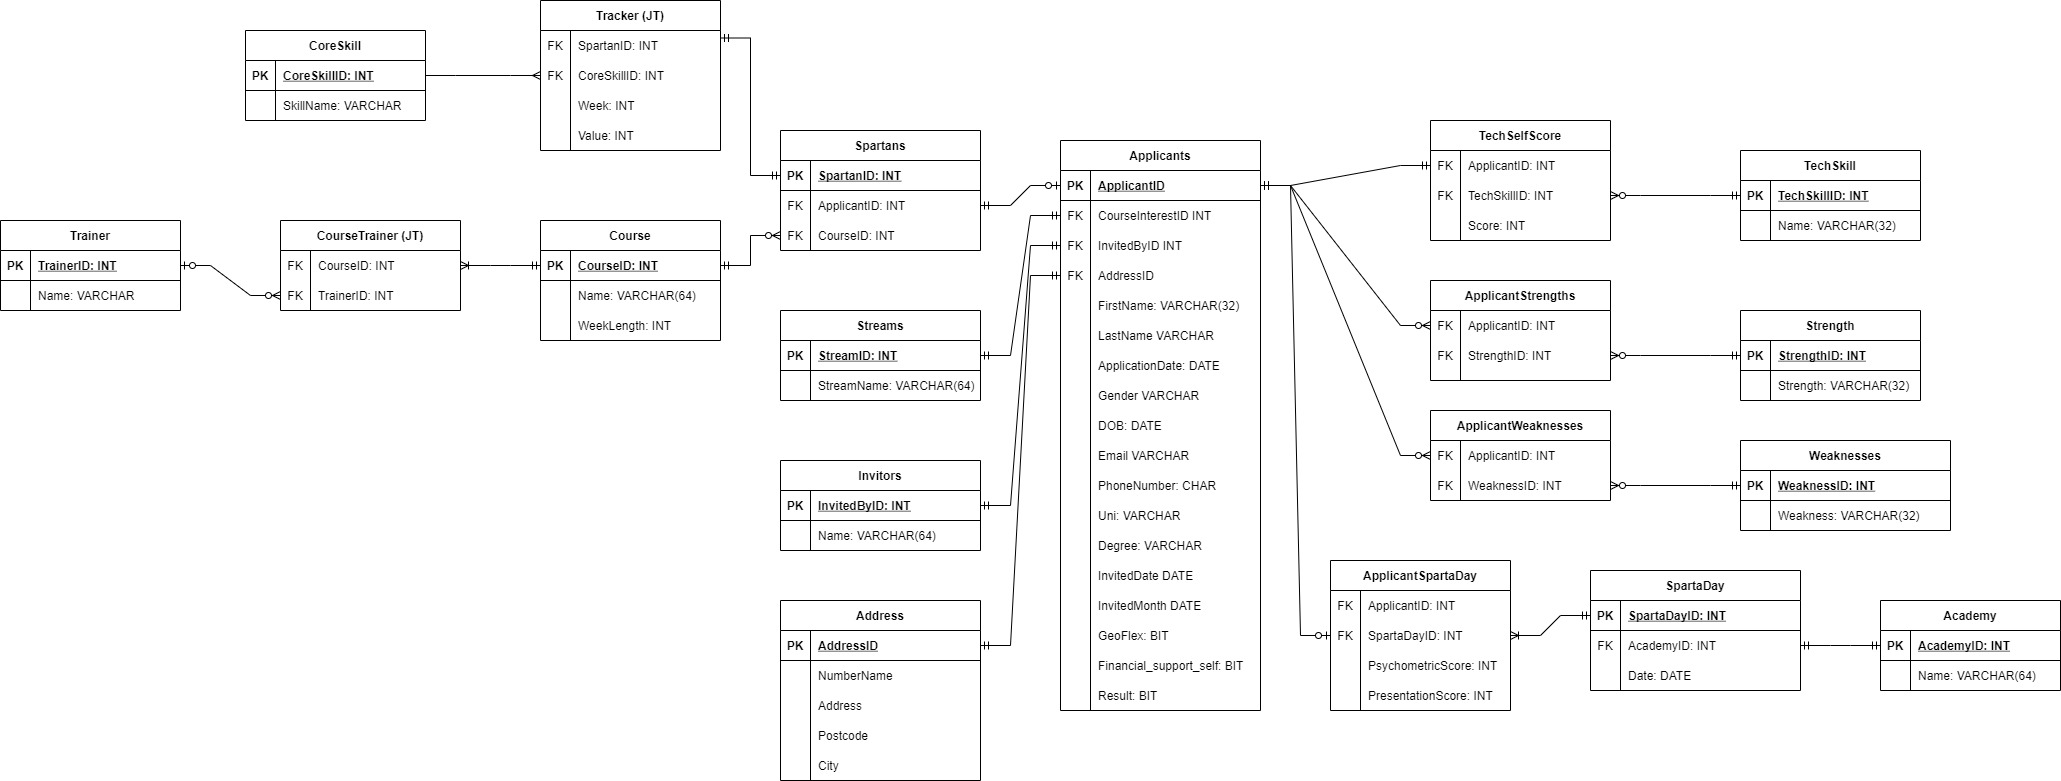 Tracker (JT)
FK SpartanID: INT
FK CoreSkillID: INT
Week: INT
Value: INT
CoreSkill
PK CoreSkillID: INT
SkillName: VARCHAR
Spartans
PK SpartanID: INT
FK ApplicantID: INT
FK CourseID: INT
Trainer
PK TrainerID: INT
Name: VARCHAR
CourseTrainer (JT)
FK CourseID: INT
FK TrainerID: INT
Course
PK CourseID: INT
Name: VARCHAR(64)
WeekLength: INT
Streams
PK StreamID: INT
StreamName: VARCHAR(64)
Invitors
PK InvitedByID: INT
Name: VARCHAR(64)
Address
PK AddressID
NumberName
Address
Postcode
City
Applicants
PK ApplicantID
FK CourseInterestID INT
FK InvitedByID INT
FK AddressID
FirstName: VARCHAR(32)
LastName VARCHAR
ApplicationDate: DATE
Gender VARCHAR
DOB: DATE
Email VARCHAR
PhoneNumber: CHAR
Uni: VARCHAR
Degree: VARCHAR
InvitedDate DATE
InvitedMonth DATE
GeoFlex: BIT
Financial_support_self: BIT
Result: BIT
TechSelfScore
FK ApplicantID: INT
FK TechSkillID: INT
Score: INT
TechSkill
PK TechSkillID: INT
Name: VARCHAR(32)
ApplicantStrengths
FK ApplicantID: INT
FK StrengthID: INT
Strength
PK StrengthID: INT
Strength: VARCHAR(32)
ApplicantWeaknesses
FK ApplicantID: INT
FK WeaknessID: INT
Weaknesses
PK WeaknessID: INT
Weakness: VARCHAR(32)
ApplicantSpartaDay
FK ApplicantID: INT
FK SpartaDayID: INT
PsychometricScore: INT
PresentationScore: INT
SpartaDay
PK SpartaDayID: INT
FK AcademyID: INT
Date: DATE
Academy
PK AcademyID: INT
Name: VARCHAR(64)